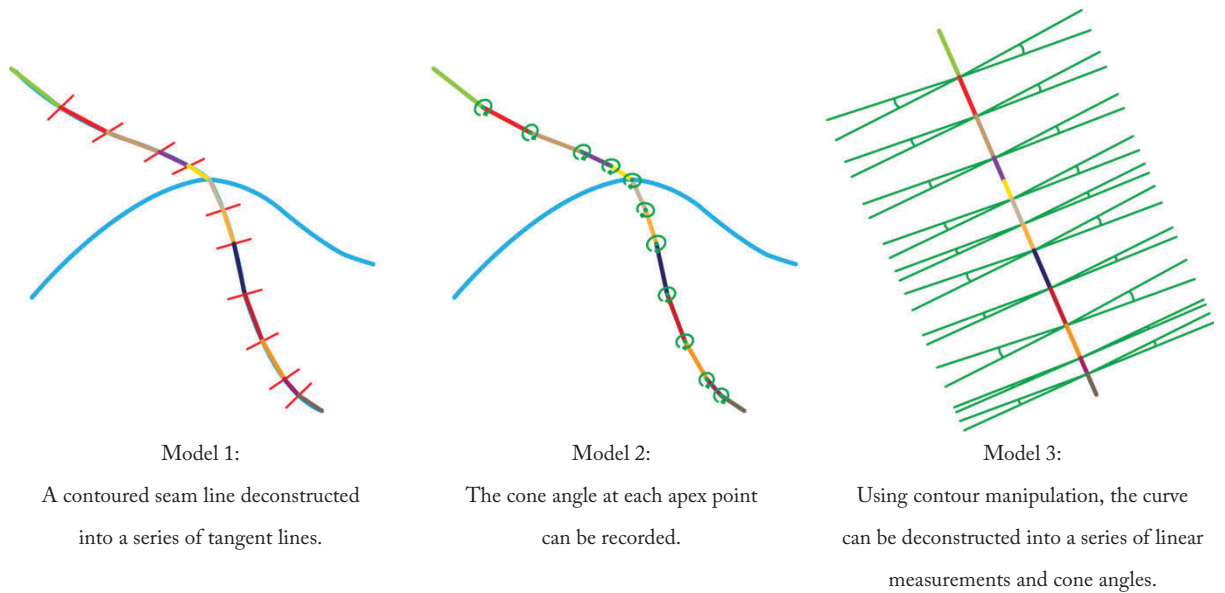 Model 1:
A contoured seam line deconstructed
into a series of tangent lines.
Model 2:
The cone angle at each apex point
can be recorded.
Model 3:
Using contour manipulation, the curve
can be deconstructed into a series of linear
measurements and cone angles.